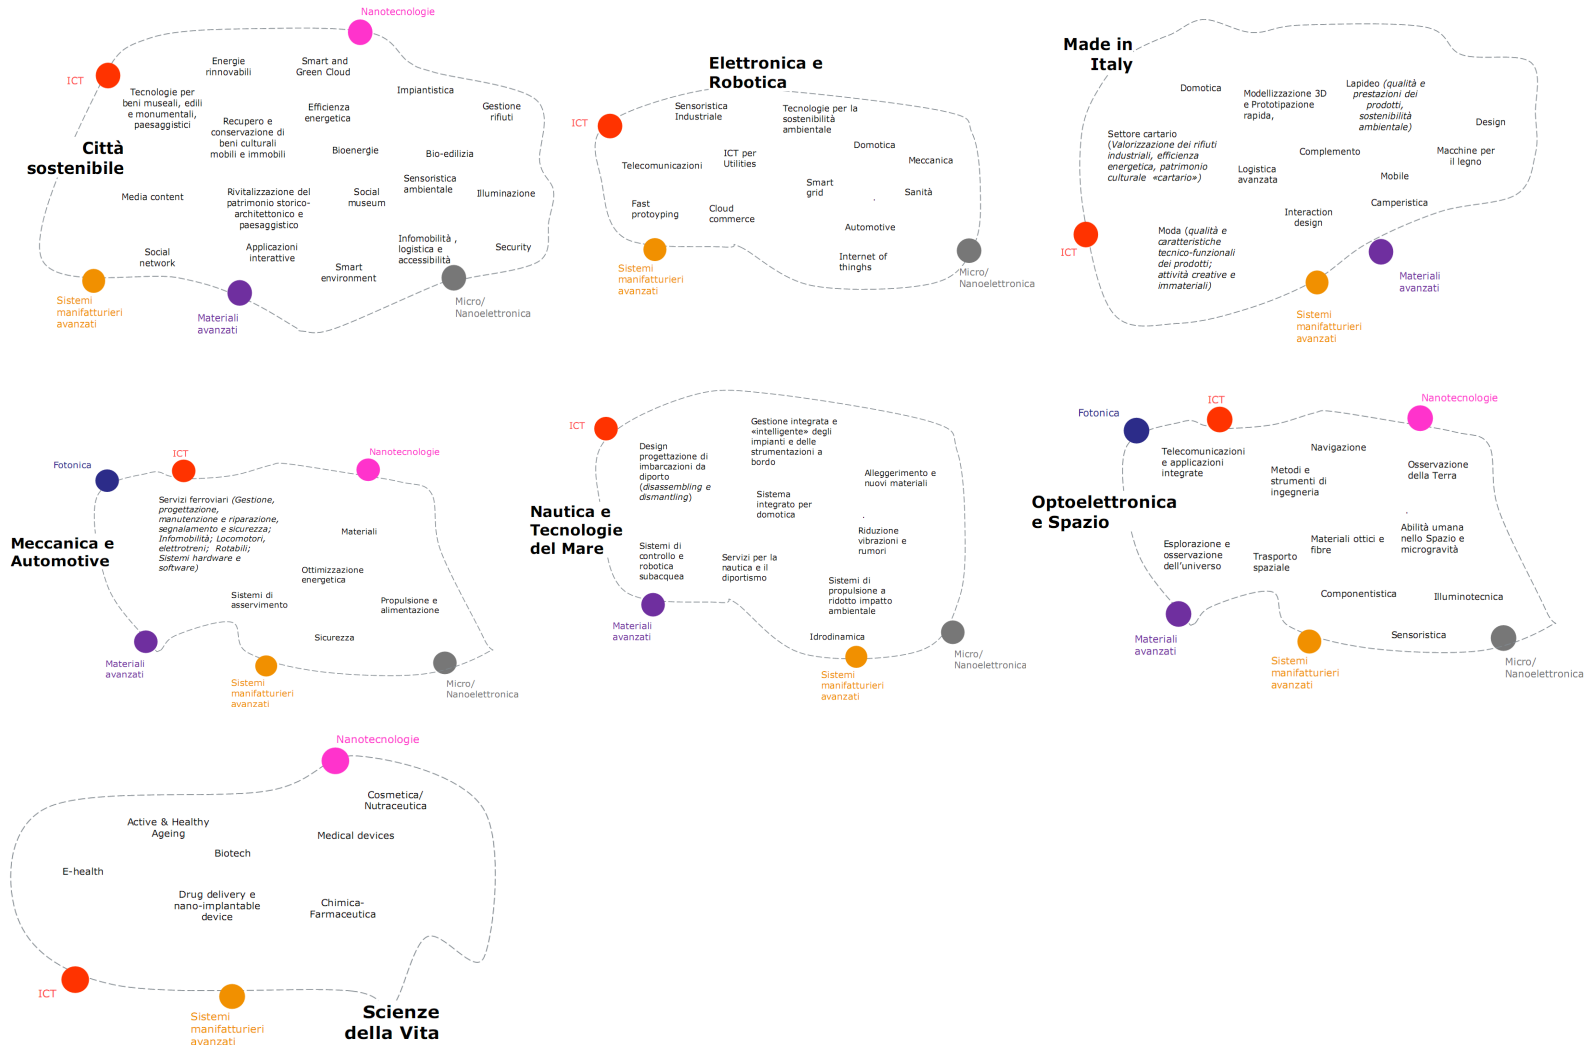 Nanotecnologie
ICT
Energie
rinnovabili
Smart and
Green Cloud
Impiantistica
Tecnologie per
beni museali, edili
e monumentali,
paesaggistici
Efficienza
energetica
Gestione
rifiuti
Recupero e
conservazione di
beni culturali
mobili e immobili
Città
sostenibile
Bioenergie
Bio-edilizia
Sensoristica
ambientale
Media content
Rivitalizzazione del
patrimonio storico-
architettonico e
paesaggistico
Social
museum
Illuminazione
Social
network
Applicazioni
interattive
Infomobilità ,
logistica e
accessibilità
Security
Smart
environment
Sistemi
manifatturieri
avanzati
Materiali
avanzati
Micro/
Nanoelettronica
Elettronica e
Robotica
ICT
Sensoristica
Industriale
Tecnologie per la
sostenibilità
ambientale
Domotica
Telecomunicazioni
ICT per
Utilities
Meccanica
Smart
grid
Sanità
Fast
protoyping
Cloud
commerce
Automotive
Internet of
thinghs
Sistemi
manifatturieri
avanzati
Micro/
Nanoelettronica
Made in
Italy
Domotica
Modellizzazione 3D
e Prototipazione
rapida,
Lapideo (qualità e
prestazioni dei
prodotti,
sostenibilità
ambientale)
Design
Settore cartario
(Valorizzazione dei rifiuti
industriali, efficienza
energetica, patrimonio
culturale «cartario»)
Complemento
Macchine per
il legno
Logistica
avanzata
Mobile
Camperistica
Interaction
design
ICT
Moda (qualità e
caratteristiche
tecnico-funzionali
dei prodotti;
attività creative e
immateriali)
Materiali
avanzati
Sistemi
manifatturieri
avanzati
Fotonica
ICT
Nanotecnologie
Servizi ferroviari (Gestione,
progettazione,
manutenzione e riparazione,
segnalamento e sicurezza;
Infomobilità; Locomotori,
elettrotreni; Rotabili;
Sistemi hardware e
software)
Materiali
Meccanica e
Automotive
Ottimizzazione
energetica
Sistemi di
asservimento
Propulsione e
alimentazione
Sicurezza
Materiali
avanzati
Sistemi
manifatturieri
avanzati
Micro/
Nanoelettronica
ICT
Gestione integrata e
«intelligente» degli
impianti e delle
strumentazioni a
bordo
Design
progettazione di
imbarcazioni da
diporto
(disassembling e
dismantling)
Alleggerimento e
nuovi materiali
Sistema
integrato per
domotica
Nautica e
Tecnologie
del Mare
Riduzione
vibrazioni e
rumori
Sistemi di
controllo e
robotica
subacquea
Servizi per la
nautica e il
diportismo
Sistemi di
propulsione a
ridotto impatto
ambientale
Idrodinamica
Materiali
avanzati
Sistemi
manifatturieri
avanzati
Micro/
Nanoelettronica
Fotonica
ICT
Nanotecnologie
Telecomunicazioni
e applicazioni
integrate
Navigazione
Metodi e
strumenti di
ingegneria
Osservazione
della Terra
Optoelettronica
e Spazio
Abilità umana
nello Spazio e
microgravità
Esplorazione e
osservazione
dell'universo
Materiali ottici e
fibre
Trasporto
spaziale
Componentistica
Illuminotecnica
Sensoristica
Materiali
avanzati
Sistemi
manifatturieri
avanzati
Micro/
Nanoelettronica
Nanotecnologie
Cosmetica/
Nutraceutica
Active & Healthy
Ageing
Medical devices
Biotech
E-health
Drug delivery e
nano-implantable
device
Chimica-
Farmaceutica
ICT
Sistemi
manifatturieri
avanzati
Scienze
della Vita